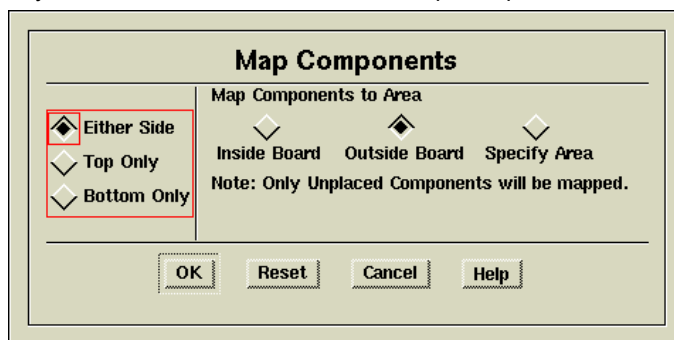 Map Components
Map Components to Area
Either Side
Top Only
Bottom Only
Inside Board Outside Board Specify Area
Note: Only Unplaced Components will be mapped.
OK Reset Cancel Help